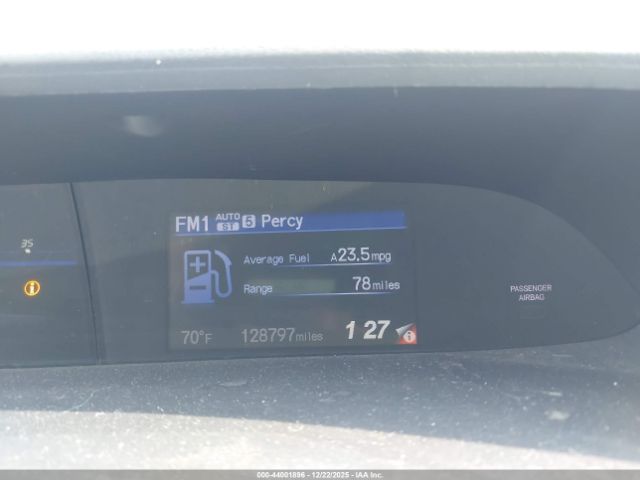 FM1 AUTO ST 5 Percy
35
Average Fuel A23.5mpg
Range 78miles
PASSENGER
AIRBAG
70°F 128797miles 1 27
000-44001896 | 12/22/2025 | IAA Inc.